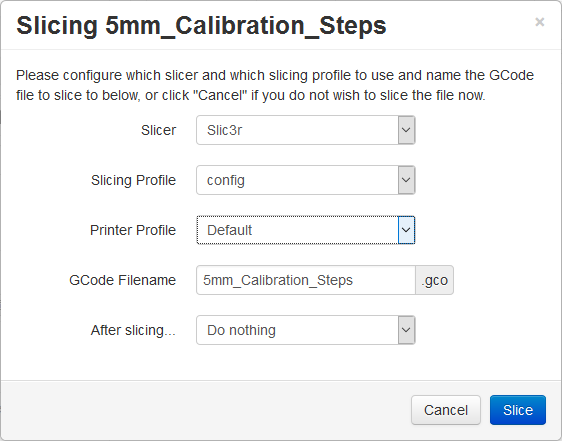 Slicing 5mm_Calibration_Steps
×
Please configure which slicer and which slicing profile to use and name the GCode
file to slice to below, or click "Cancel" if you do not wish to slice the file now.
Slicer Slic3r
Slicing Profile config
Printer Profile Default
GCode Filename 5mm_Calibration_Steps .gco
After slicing... Do nothing
Cancel Slice